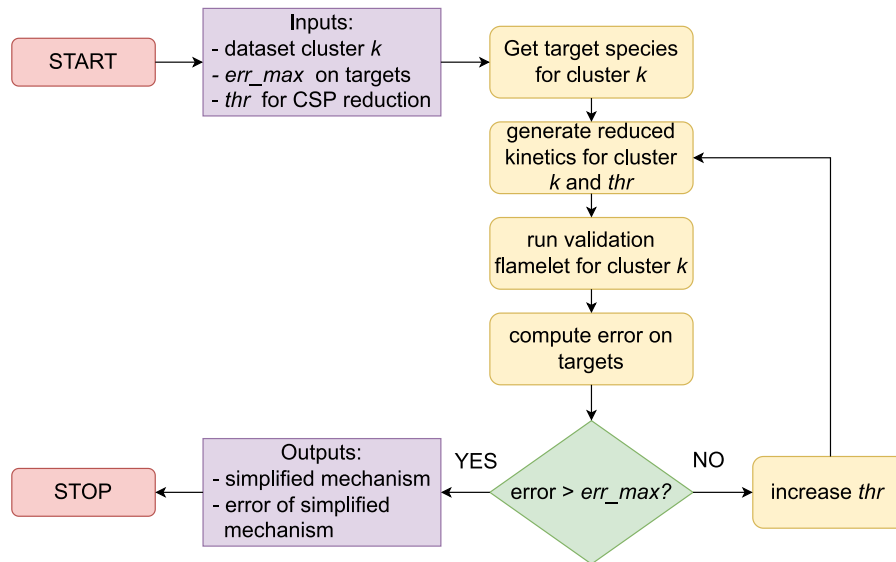 START
Inputs:
- dataset cluster k
- err_max on targets
- thr for CSP reduction
Get target species
for cluster k
generate reduced
kinetics for cluster
k and thr
run validation
flamelet for cluster k
compute error on
targets
error > err_max?
YES
NO
increase thr
Outputs:
- simplified mechanism
- error of simplified
mechanism
STOP